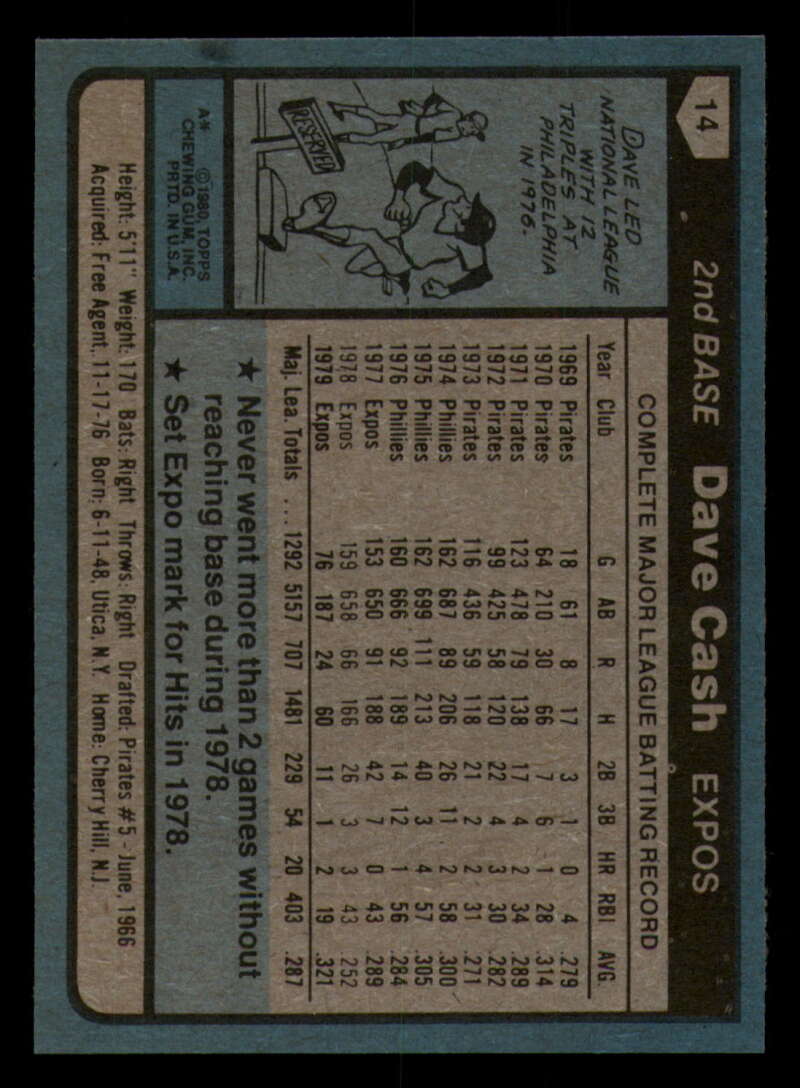 14 2nd BASE Dave Cash EXPOS
DAVE LED
NATIONAL LEAGUE
WITH 12
TRIPLES AT
PHILADELPHIA
IN 1976.
RESERVED
A* © 1980, TOPPS
CHEWING GUM, INC.
PRTD. IN U.S.A.
COMPLETE MAJOR LEAGUE BATTING RECORD
Year Club G AB R H 2B 3B HR RBI AVG.
1969 Pirates 18 61 8 17 3 1 0 4 .279
1970 Pirates 64 210 30 66 7 6 1 28 .314
1971 Pirates 123 478 79 138 17 4 2 34 .289
1972 Pirates 99 425 58 120 22 4 3 30 .282
1973 Pirates 116 436 59 118 21 2 2 31 .271
1974 Phillies 162 687 89 206 26 11 2 58 .300
1975 Phillies 162 699 111 213 40 3 4 57 .305
1976 Phillies 160 666 92 189 14 12 1 56 .284
1977 Expos 153 650 91 188 42 7 0 43 .289
1978 Expos 159 658 66 166 26 3 3 43 .252
1979 Expos 76 187 24 60 11 1 2 19 .321
Maj. Lea. Totals . . . 1292 5157 707 1481 229 54 20 403 .287
★ Never went more than 2 games without
reaching base during 1978.
★ Set Expo mark for Hits in 1978.
Height: 5'11" Weight: 170 Bats: Right Throws: Right Drafted: Pirates #5 - June, 1966
Acquired: Free Agent, 11-17-76 Born: 6-11-48, Utica, N.Y. Home: Cherry Hill, N.J.